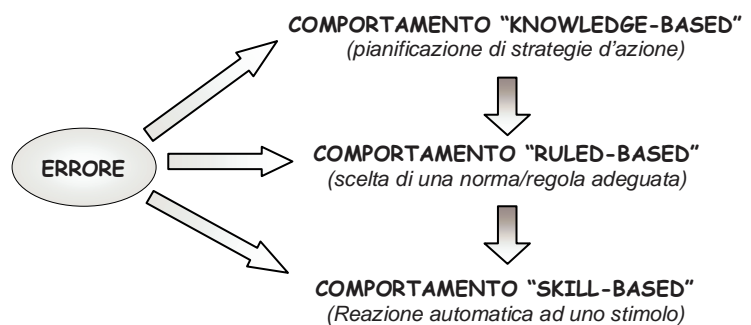 COMPORTAMENTO “KNOWLEDGE-BASED”
(pianificazione di strategie d’azione)
ERRORE
COMPORTAMENTO “RULED-BASED”
(scelta di una norma/regola adeguata)
COMPORTAMENTO “SKILL-BASED”
(Reazione automatica ad uno stimolo)